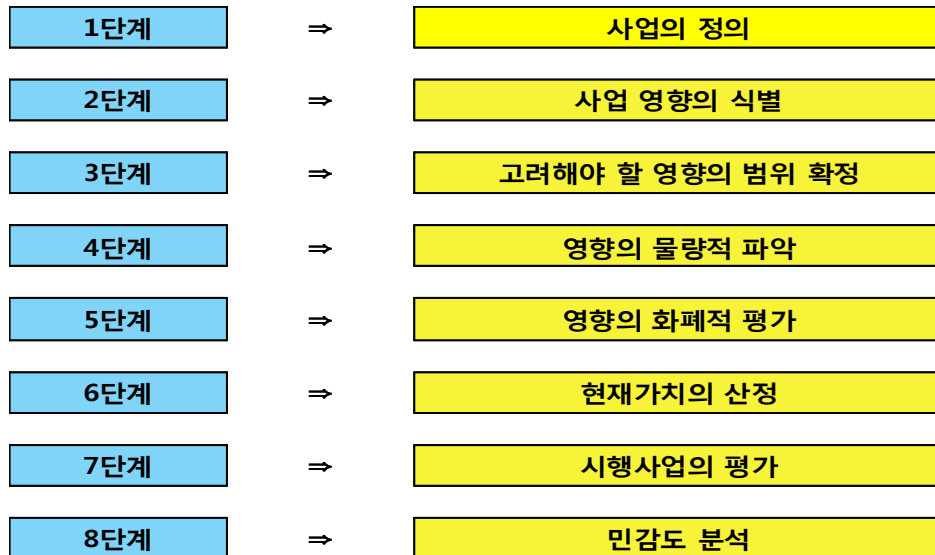 1단계 ⇒ 사업의 정의
2단계 ⇒ 사업 영향의 식별
3단계 ⇒ 고려해야 할 영향의 범위 확정
4단계 ⇒ 영향의 물량적 파악
5단계 ⇒ 영향의 화폐적 평가
6단계 ⇒ 현재가치의 산정
7단계 ⇒ 시행사업의 평가
8단계 ⇒ 민감도 분석